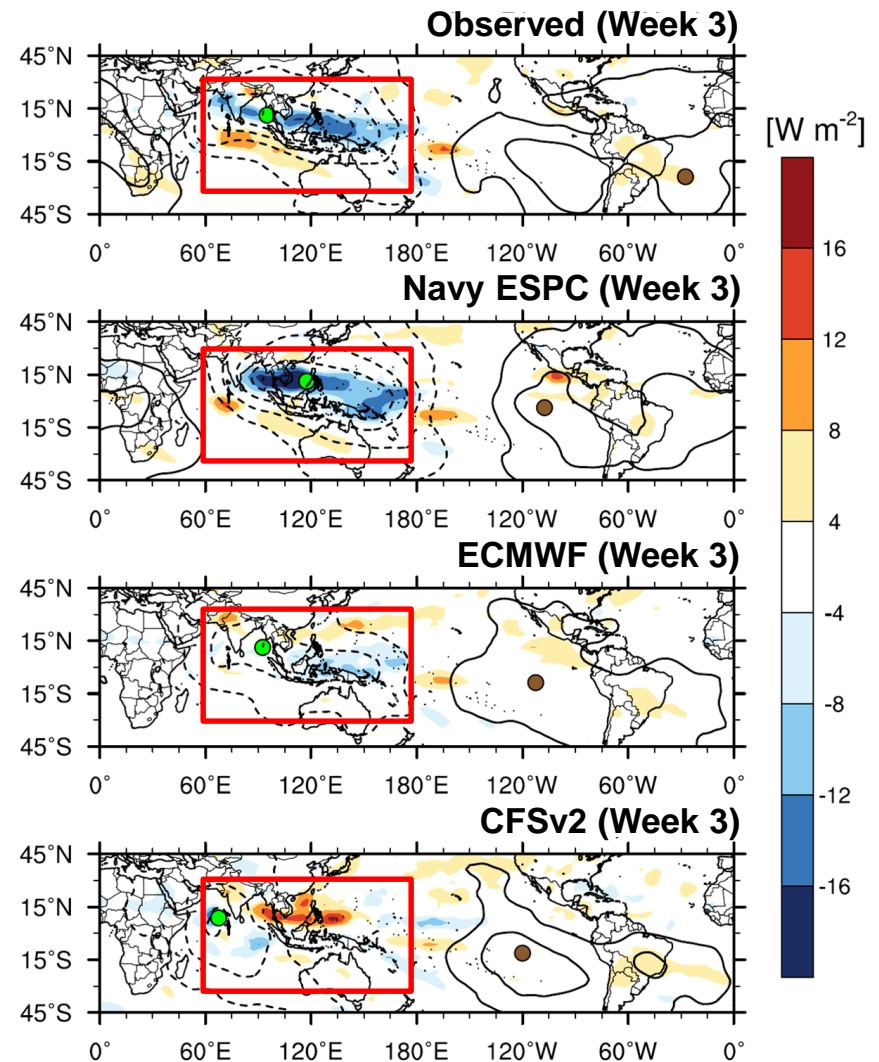 Observed (Week 3)
45°N
15°N
15°S
45°S
0° 60°E 120°E 180°E 120°W 60°W 0°
Navy ESPC (Week 3)
45°N
15°N
15°S
45°S
0° 60°E 120°E 180°E 120°W 60°W 0°
ECMWF (Week 3)
45°N
15°N
15°S
45°S
0° 60°E 120°E 180°E 120°W 60°W 0°
CFSv2 (Week 3)
45°N
15°N
15°S
45°S
0° 60°E 120°E 180°E 120°W 60°W 0°
[W m⁻²]
16
12
8
4
-4
-8
-12
-16